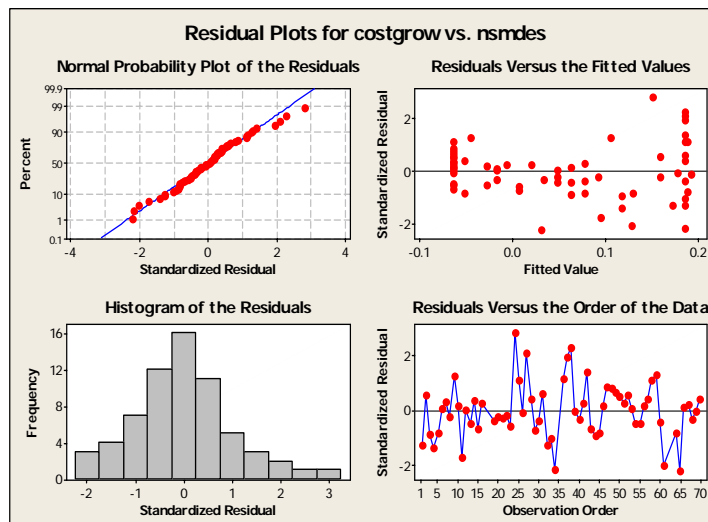 Residual Plots for costgrow vs. nsmdes
Normal Probability Plot of the Residuals
Percent
99.9
99
90
50
10
1
0.1
-4 -2 0 2 4
Standardized Residual
Residuals Versus the Fitted Values
Standardized Residual
2
0
-2
-0.1 0.0 0.1 0.2
Fitted Value
Histogram of the Residuals
Frequency
16
12
8
4
0
-2 -1 0 1 2 3
Standardized Residual
Residuals Versus the Order of the Data
Standardized Residual
2
0
-2
1 5 10 15 20 25 30 35 40 45 50 55 60 65 70
Observation Order